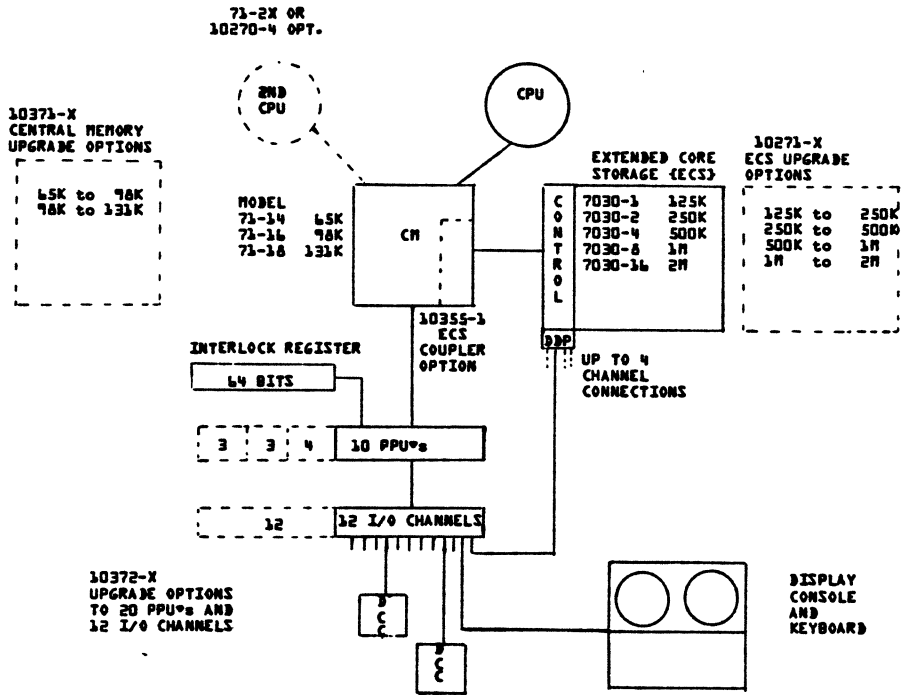 71-2X OR
10270-4 OPT.
2ND
CPU
CPU
10371-X
CENTRAL MEMORY
UPGRADE OPTIONS
65K to 98K
98K to 131K
MODEL
71-14 65K
71-16 98K
71-18 131K
CM
EXTENDED CORE
STORAGE {ECS}
CONTROL
7030-1 125K
7030-2 250K
7030-4 500K
7030-8 1M
7030-16 2M
10271-X
ECS UPGRADE
OPTIONS
125K to 250K
250K to 500K
500K to 1M
1M to 2M
10355-1
ECS
COUPLER
OPTION
DDP
UP TO 4
CHANNEL
CONNECTIONS
INTERLOCK REGISTER
64 BITS
3 3 4 10 PPU's
12 12 I/O CHANNELS
10372-X
UPGRADE OPTIONS
TO 20 PPU's AND
12 I/O CHANNELS
DCC
DCC
DISPLAY
CONSOLE
AND
KEYBOARD